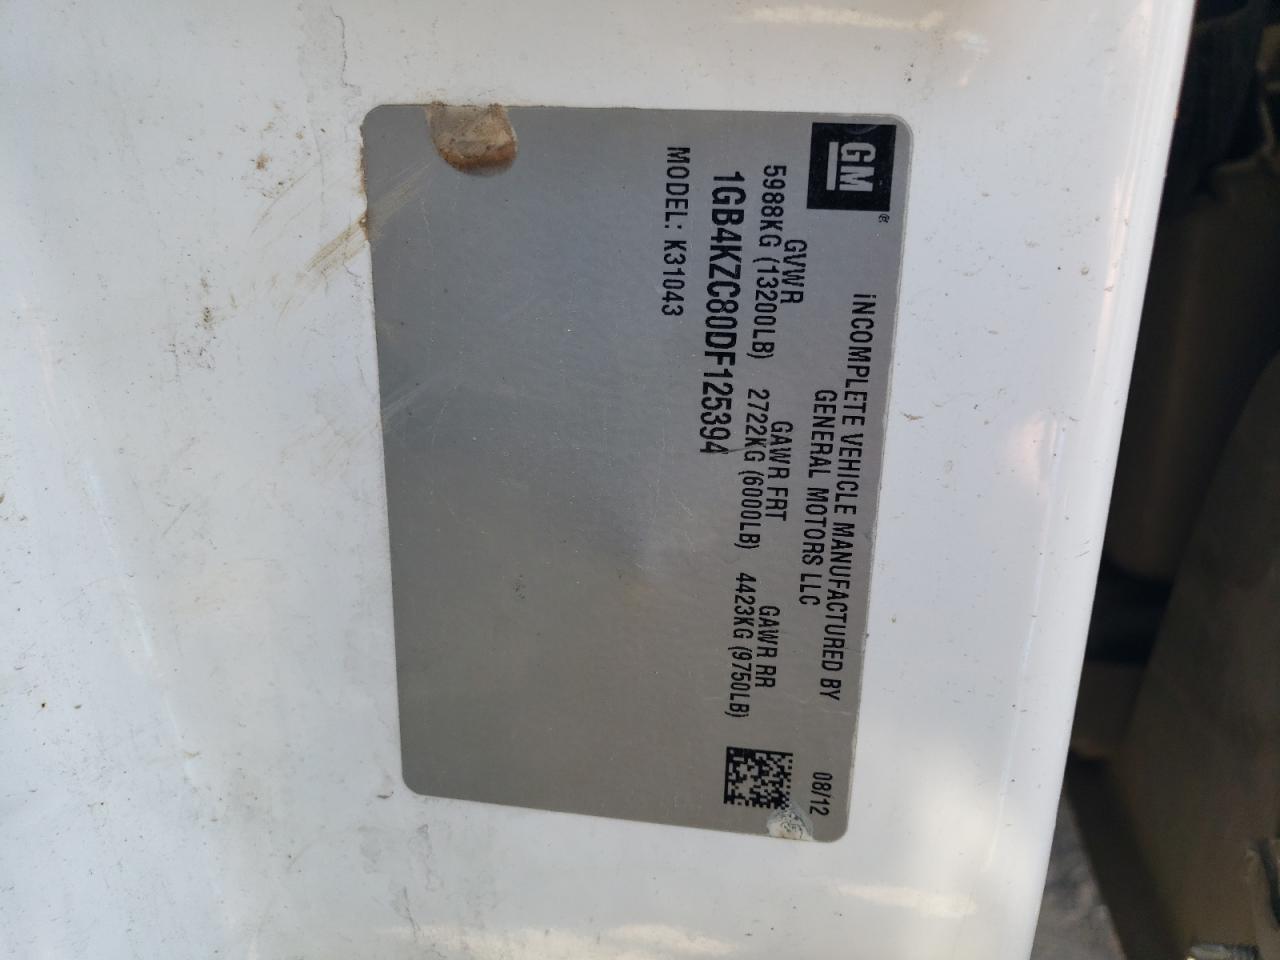 GM®
iNCOMPLETE VEHICLE MANUFACTURED BY
GENERAL MOTORS LLC
08/12
GVWR GAWR FRT GAWR RR
5988KG (13200LB) 2722KG (6000LB) 4423KG (9750LB)
1GB4KZC80DF125394
MODEL: K31043